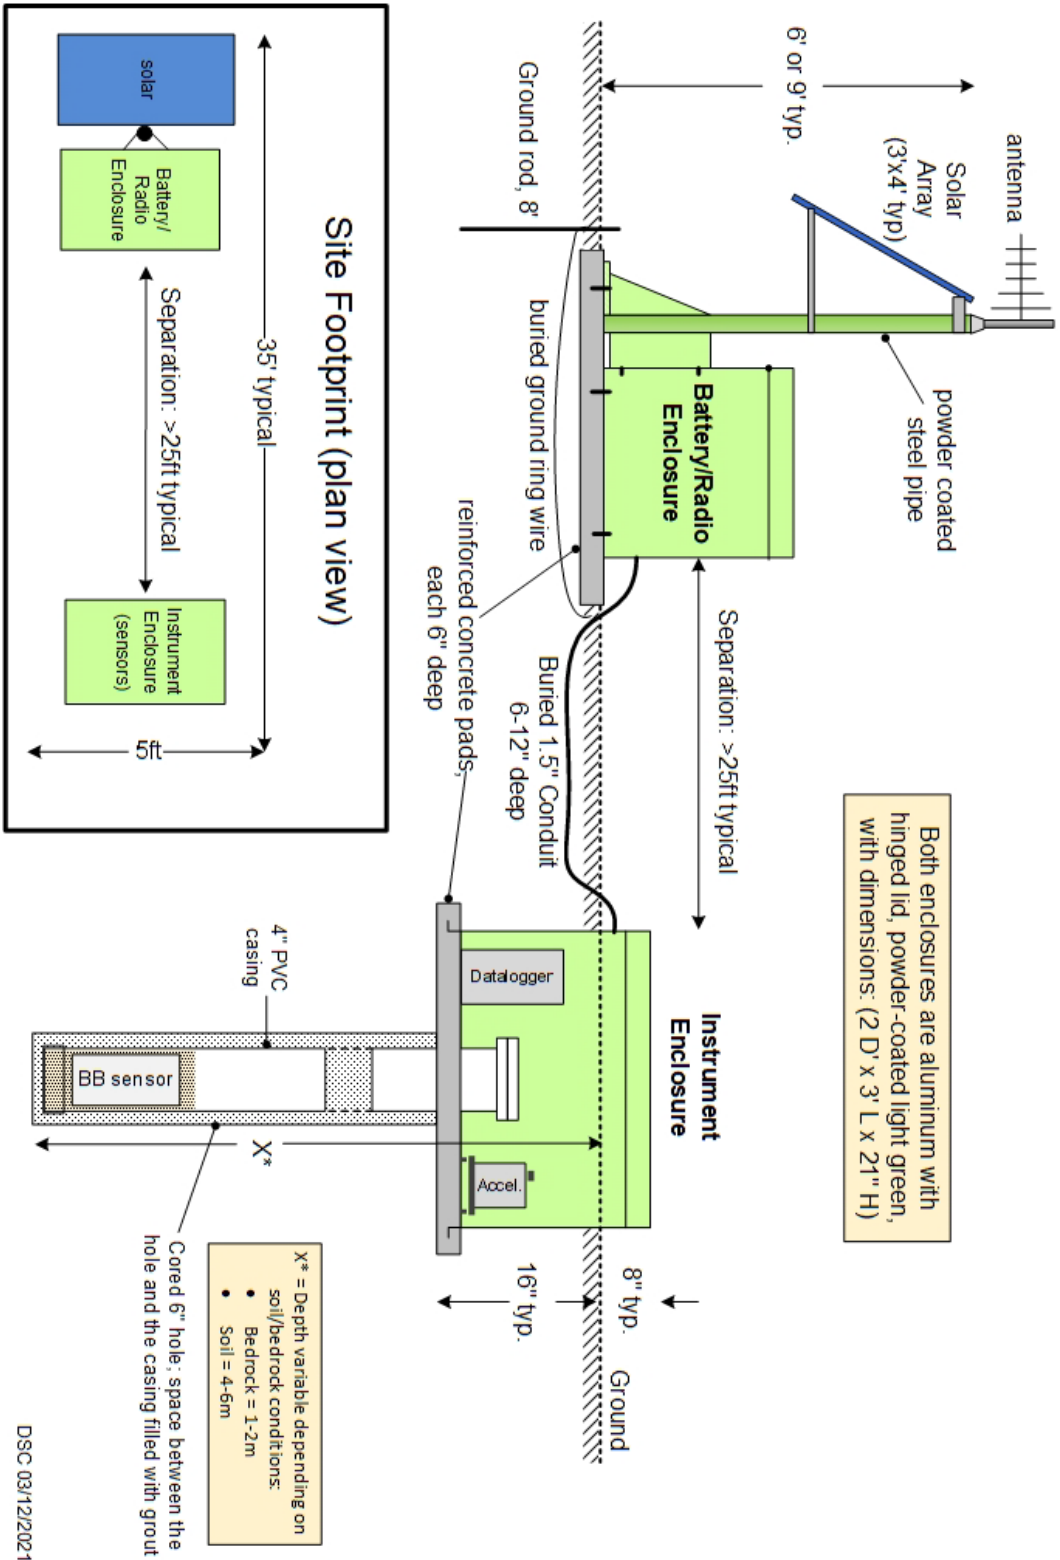 antenna
Solar
Array
(3'x4' typ)
6' or 9' typ.
Ground rod, 8'
powder coated
steel pipe
Battery/Radio
Enclosure
buried ground ring wire
reinforced concrete pads,
each 6" deep
Separation: >25ft typical
Buried 1.5" Conduit
6-12" deep
Both enclosures are aluminum with
hinged lid, powder-coated light green,
with dimensions: (2 D' x 3' L x 21" H)
Instrument
Enclosure
Datalogger
Accel.
BB sensor
4" PVC
casing
X*
8" typ.
16" typ.
Ground
X* = Depth variable depending on
soil/bedrock conditions:
• Bedrock = 1-2m
• Soil = 4-6m
Cored 6" hole; space between the
hole and the casing filled with grout
DSC 03/12/2021
Site Footprint (plan view)
35' typical
solar
Battery/
Radio
Enclosure
Separation: >25ft typical
Instrument
Enclosure
(sensors)
5ft